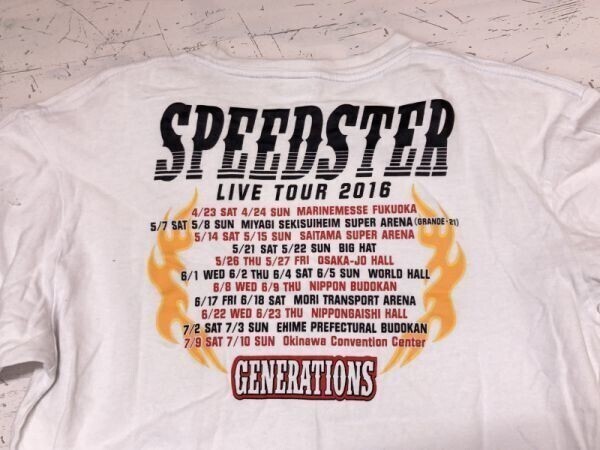 SPEEDSTER
LIVE TOUR 2016
4/23 SAT 4/24 SUN MARINEMESSE FUKUOKA
5/7 SAT 5/8 SUN MIYAGI SEKISUIHEIM SUPER ARENA (GRANDE・21)
5/14 SAT 5/15 SUN SAITAMA SUPER ARENA
5/21 SAT 5/22 SUN BIG HAT
5/26 THU 5/27 FRI OSAKA-JO HALL
6/1 WED 6/2 THU 6/4 SAT 6/5 SUN WORLD HALL
6/8 WED 6/9 THU NIPPON BUDOKAN
6/17 FRI 6/18 SAT MORI TRANSPORT ARENA
6/22 WED 6/23 THU NIPPONGAISHI HALL
7/2 SAT 7/3 SUN EHIME PREFECTURAL BUDOKAN
7/9 SAT 7/10 SUN Okinawa Convention Center
GENERATIONS